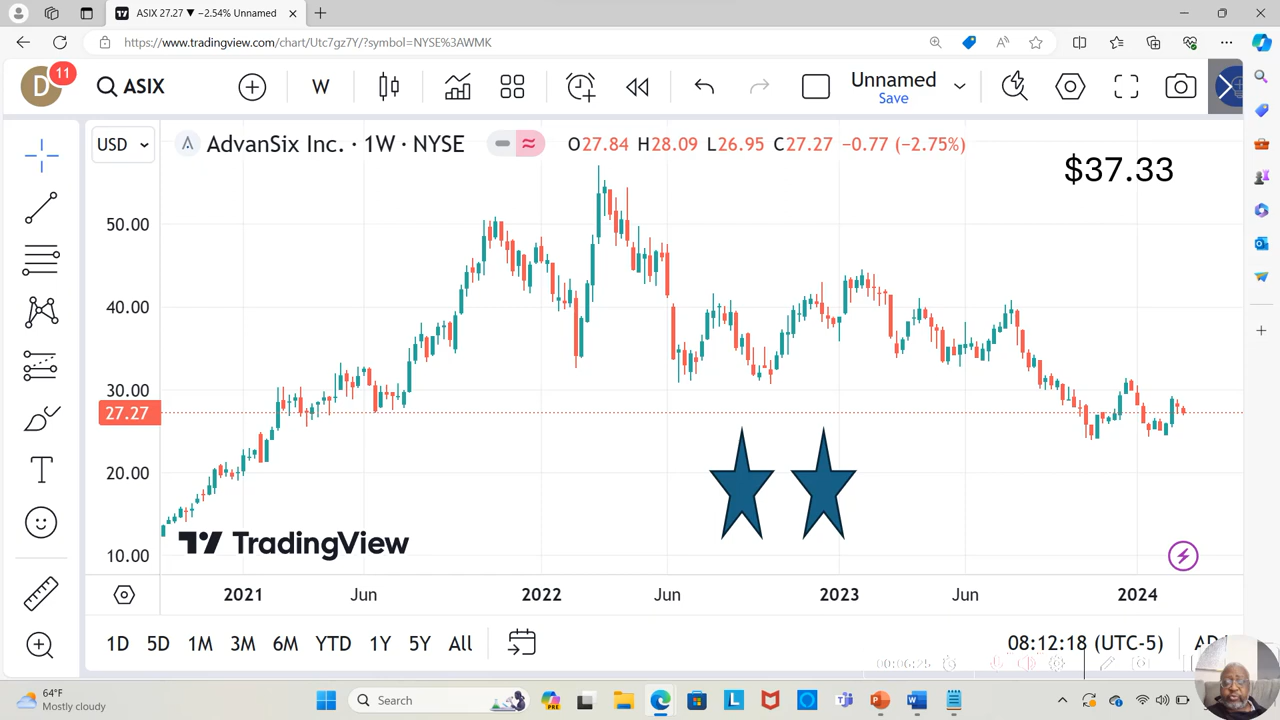 ASIX 27.27 ▼ −2.54% Unnamed
https://www.tradingview.com/chart/Utc7gz7Y/?symbol=NYSE%3AWMK
D
11
ASIX
W
Unnamed
Save
USD
AdvanSix Inc. · 1W · NYSE
O27.84 H28.09 L26.95 C27.27 −0.77 (−2.75%)
$37.33
50.00
40.00
30.00
27.27
20.00
10.00
TradingView
2021
Jun
2022
Jun
2023
Jun
2024
1D 5D 1M 3M 6M YTD 1Y 5Y All
08:12:18 (UTC-5)
00:06:25
64°F
Mostly cloudy
Search